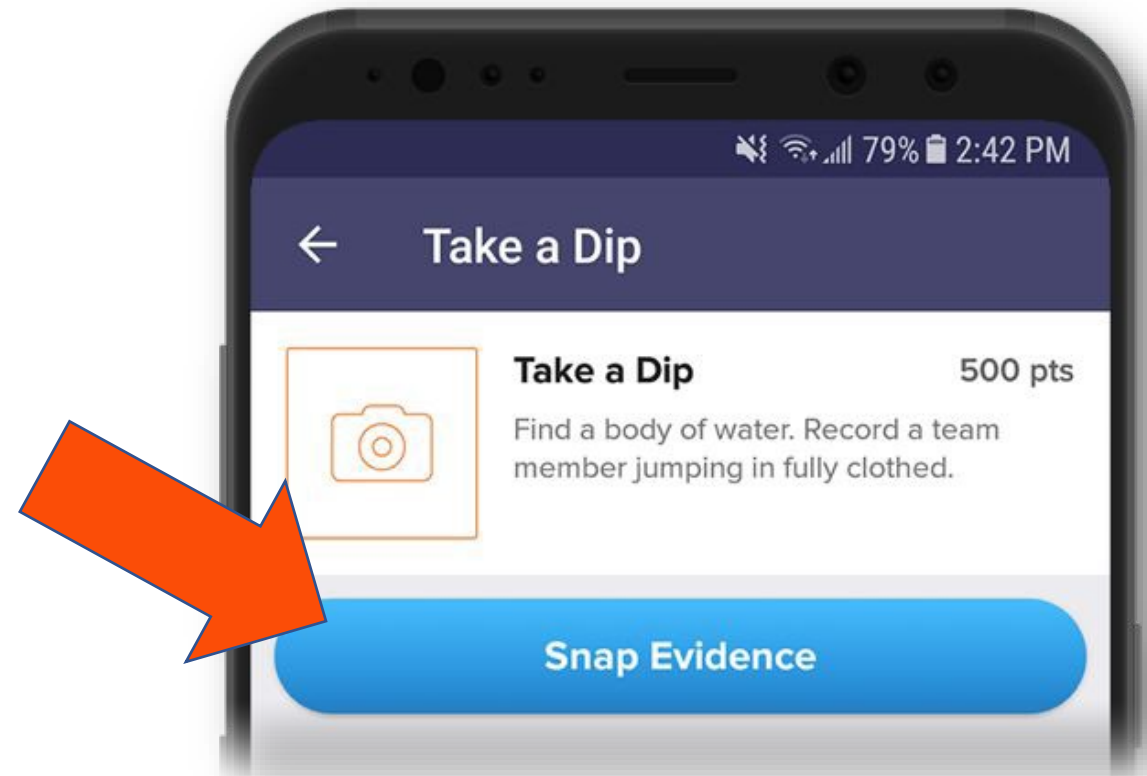 79% 2:42 PM
Take a Dip
Take a Dip 500 pts
Find a body of water. Record a team
member jumping in fully clothed.
Snap Evidence